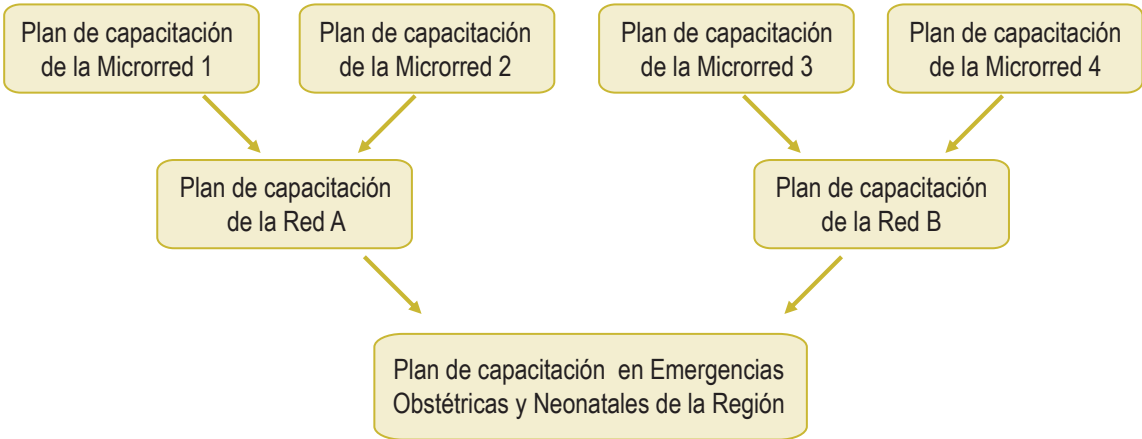 Plan de capacitación
de la Microrred 1
Plan de capacitación
de la Microrred 2
Plan de capacitación
de la Microrred 3
Plan de capacitación
de la Microrred 4
Plan de capacitación
de la Red A
Plan de capacitación
de la Red B
Plan de capacitación en Emergencias
Obstétricas y Neonatales de la Región